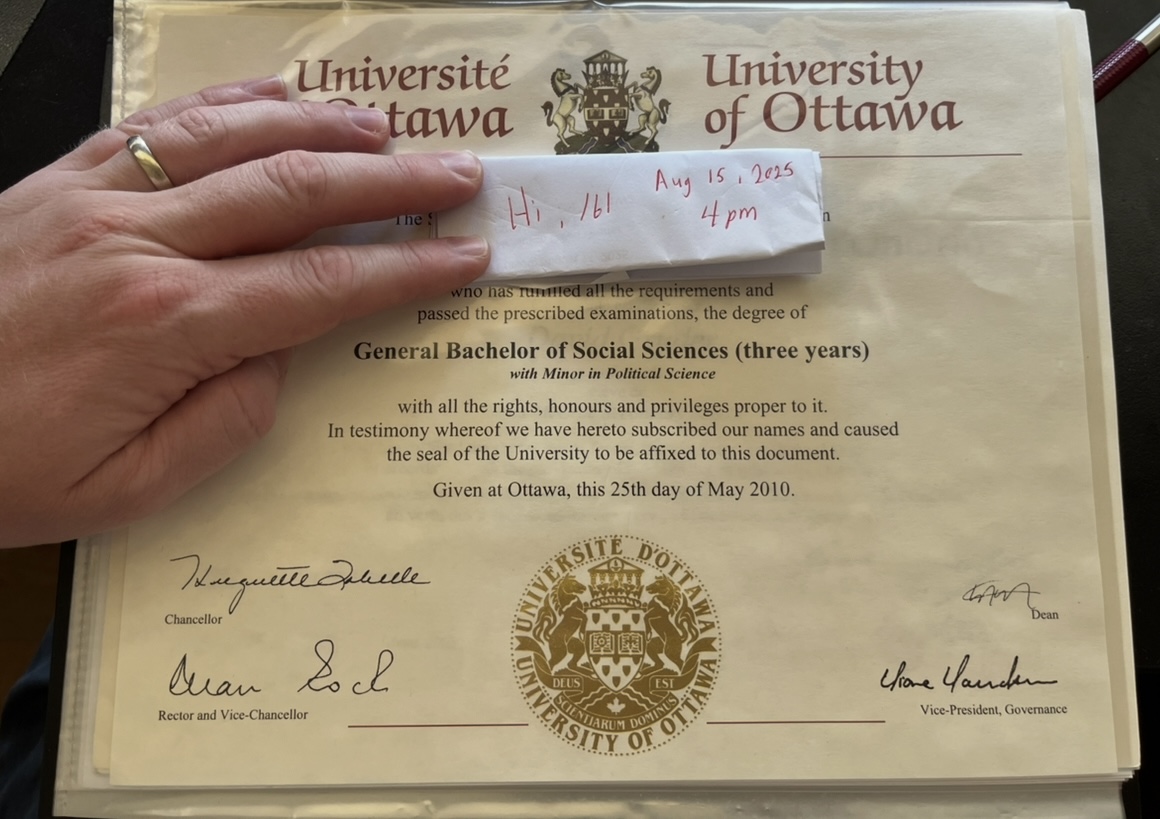 Université University
tawa of Ottawa
Hi, /6/ Aug 15, 2025
4pm
The
n
who has fulfilled all the requirements and
passed the prescribed examinations, the degree of
General Bachelor of Social Sciences (three years)
with Minor in Political Science
with all the rights, honours and privileges proper to it.
In testimony whereof we have hereto subscribed our names and caused
the seal of the University to be affixed to this document.
Given at Ottawa, this 25th day of May 2010.
Chancellor
Dean
Rector and Vice-Chancellor
Vice-President, Governance
UNIVERSITÉ D'OTTAWA
DEUS EST
SCIENTIARUM DOMINUS
UNIVERSITY OF OTTAWA